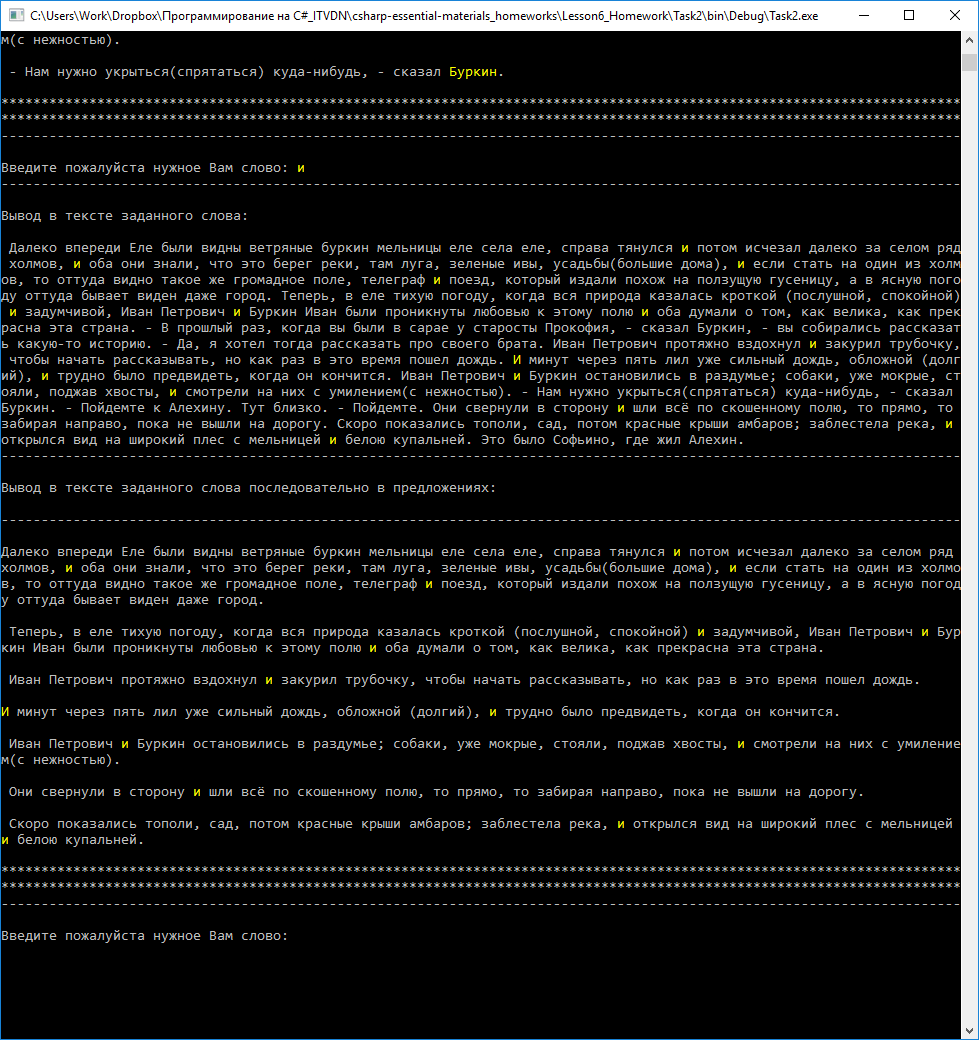 C:\Users\Work\Dropbox\Программирование на C#_ITVDN\csharp-essential-materials_homeworks\Lesson6_Homework\Task2\bin\Debug\Task2.exe
м(с нежностью).
- Нам нужно укрыться(спрятаться) куда-нибудь, - сказал Буркин.
************************************************************************************************************************
************************************************************************************************************************
------------------------------------------------------------------------------------------------------------------------
Введите пожалуйста нужное Вам слово: и
------------------------------------------------------------------------------------------------------------------------
Вывод в тексте заданного слова:
Далеко впереди Еле были видны ветряные буркин мельницы еле села еле, справа тянулся и потом исчезал далеко за селом ряд
холмов, и оба они знали, что это берег реки, там луга, зеленые ивы, усадьбы(большие дома), и если стать на один из холм
ов, то оттуда видно такое же громадное поле, телеграф и поезд, который издали похож на ползущую гусеницу, а в ясную пого
ду оттуда бывает виден даже город. Теперь, в еле тихую погоду, когда вся природа казалась кроткой (послушной, спокойной)
и задумчивой, Иван Петрович и Буркин Иван были проникнуты любовью к этому полю и оба думали о том, как велика, как прек
расна эта страна. - В прошлый раз, когда вы были в сарае у старосты Прокофия, - сказал Буркин, - вы собирались рассказат
ь какую-то историю. - Да, я хотел тогда рассказать про своего брата. Иван Петрович протяжно вздохнул и закурил трубочку,
чтобы начать рассказывать, но как раз в это время пошел дождь. И минут через пять лил уже сильный дождь, обложной (долг
ий), и трудно было предвидеть, когда он кончится. Иван Петрович и Буркин остановились в раздумье; собаки, уже мокрые, ст
ояли, поджав хвосты, и смотрели на них с умилением(с нежностью). - Нам нужно укрыться(спрятаться) куда-нибудь, - сказал
Буркин. - Пойдемте к Алехину. Тут близко. - Пойдемте. Они свернули в сторону и шли всё по скошенному полю, то прямо, то
забирая направо, пока не вышли на дорогу. Скоро показались тополи, сад, потом красные крыши амбаров; заблестела река, и
открылся вид на широкий плес с мельницей и белою купальней. Это было Софьино, где жил Алехин.
------------------------------------------------------------------------------------------------------------------------
Вывод в тексте заданного слова последовательно в предложениях:
------------------------------------------------------------------------------------------------------------------------
Далеко впереди Еле были видны ветряные буркин мельницы еле села еле, справа тянулся и потом исчезал далеко за селом ряд
холмов, и оба они знали, что это берег реки, там луга, зеленые ивы, усадьбы(большие дома), и если стать на один из холмо
в, то оттуда видно такое же громадное поле, телеграф и поезд, который издали похож на ползущую гусеницу, а в ясную погод
у оттуда бывает виден даже город.
Теперь, в еле тихую погоду, когда вся природа казалась кроткой (послушной, спокойной) и задумчивой, Иван Петрович и Бур
кин Иван были проникнуты любовью к этому полю и оба думали о том, как велика, как прекрасна эта страна.
Иван Петрович протяжно вздохнул и закурил трубочку, чтобы начать рассказывать, но как раз в это время пошел дождь.
И минут через пять лил уже сильный дождь, обложной (долгий), и трудно было предвидеть, когда он кончится.
Иван Петрович и Буркин остановились в раздумье; собаки, уже мокрые, стояли, поджав хвосты, и смотрели на них с умиление
м(с нежностью).
Они свернули в сторону и шли всё по скошенному полю, то прямо, то забирая направо, пока не вышли на дорогу.
Скоро показались тополи, сад, потом красные крыши амбаров; заблестела река, и открылся вид на широкий плес с мельницей
и белою купальней.
************************************************************************************************************************
************************************************************************************************************************
------------------------------------------------------------------------------------------------------------------------
Введите пожалуйста нужное Вам слово: